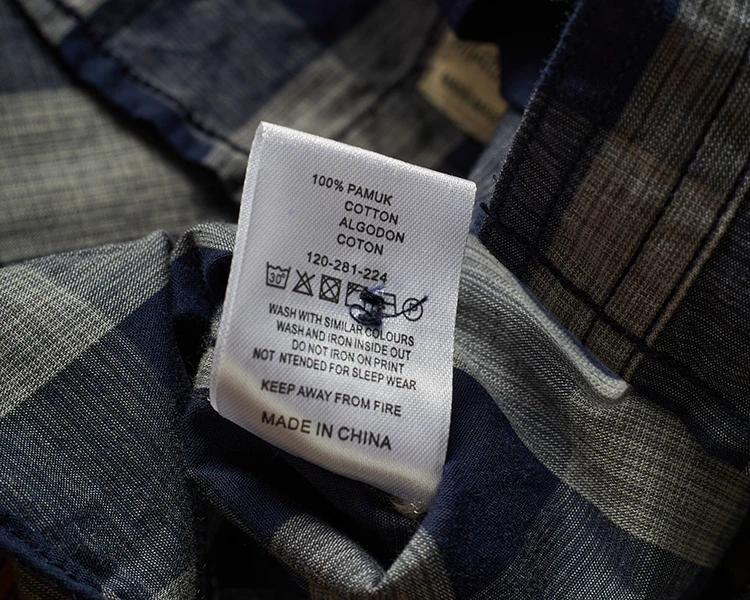 100% PAMUK
COTTON
ALGODON
COTON
120-281-224
30°
P
WASH WITH SIMILAR COLOURS
WASH AND IRON INSIDE OUT
DO NOT IRON ON PRINT
NOT NTENDED FOR SLEEP WEAR
KEEP AWAY FROM FIRE
MADE IN CHINA